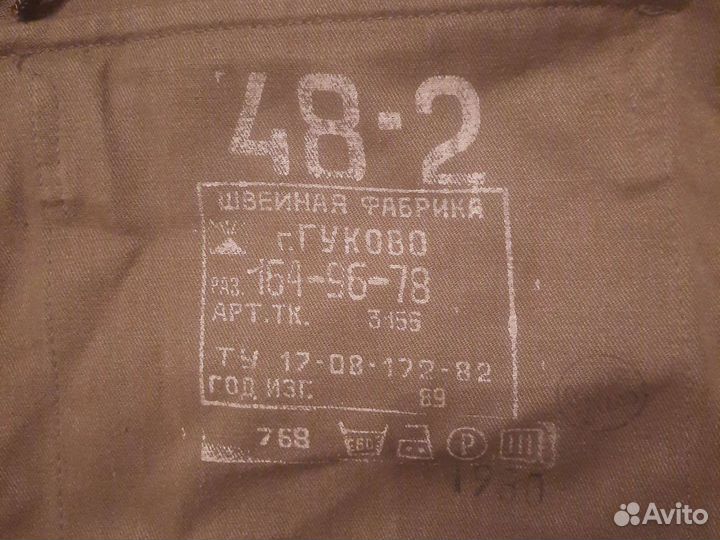 48-2
ШВЕЙНАЯ ФАБРИКА
г.ГУКОВО
РАЗ. 164-96-78
АРТ.ТК. 3156
ТУ 17-08-172-82
ГОД ИЗГ. 89
768 P
Avito